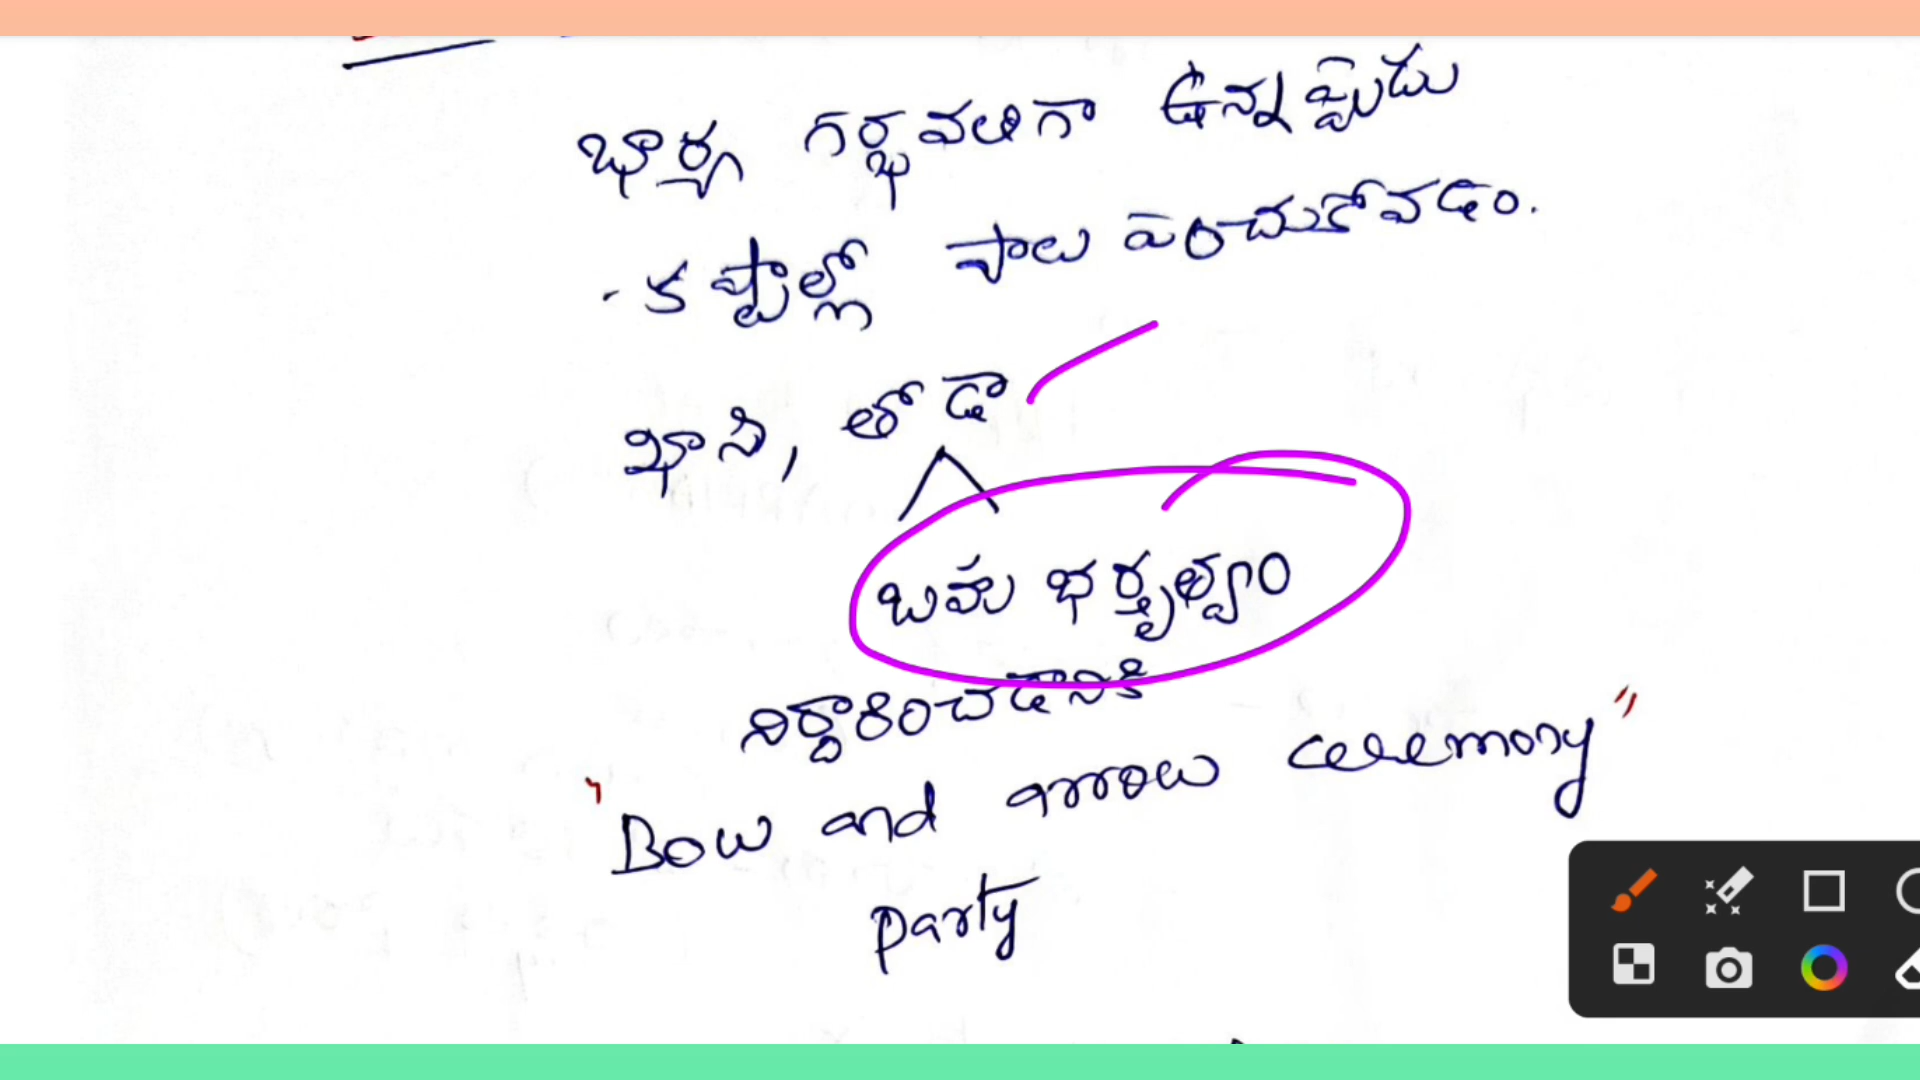 భార్య గర్భవతిగా ఉన్నప్పుడు
- కష్టాల్లో పాలు పంచుకోవడం.
ఖాసి, తోడా
బహు భర్తృత్వం
నిర్ధారించడానికి
"Bow and arrow ceremony"
party